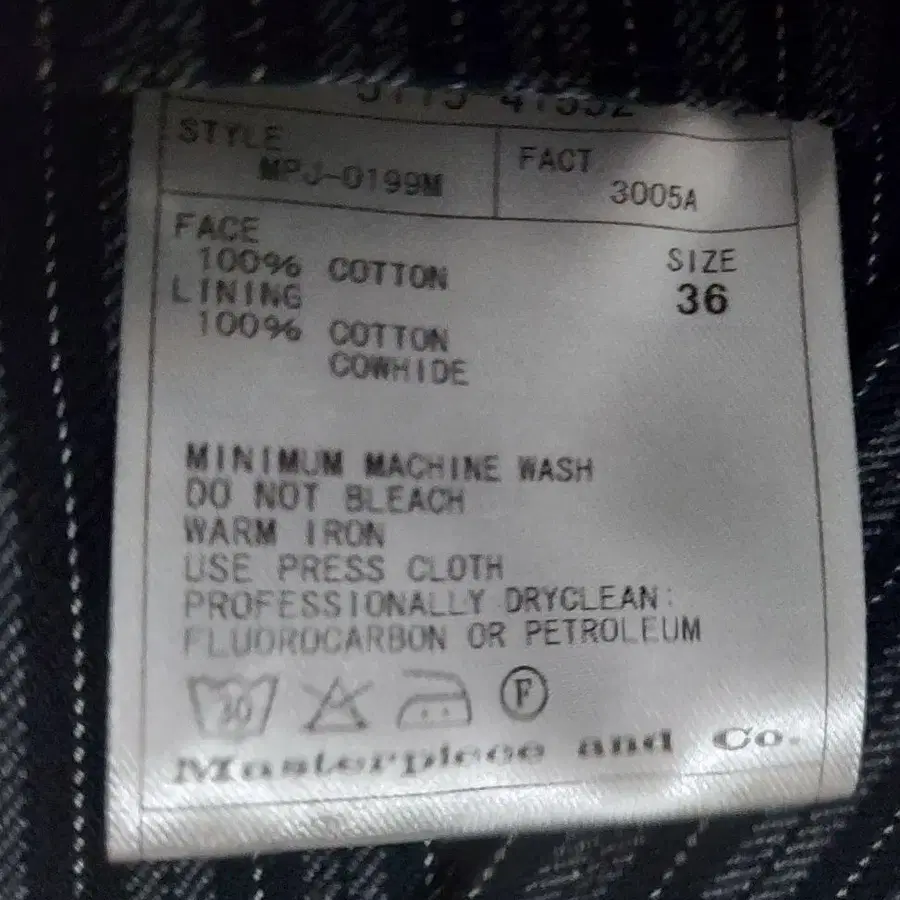 STYLE
MPJ-0199M
FACT
3005A
FACE
100% COTTON
SIZE
36
LINING
100% COTTON
COWHIDE
MINIMUM MACHINE WASH
DO NOT BLEACH
WARM IRON
USE PRESS CLOTH
PROFESSIONALLY DRYCLEAN:
FLUOROCARBON OR PETROLEUM
30
F
Masterpiece and Co.